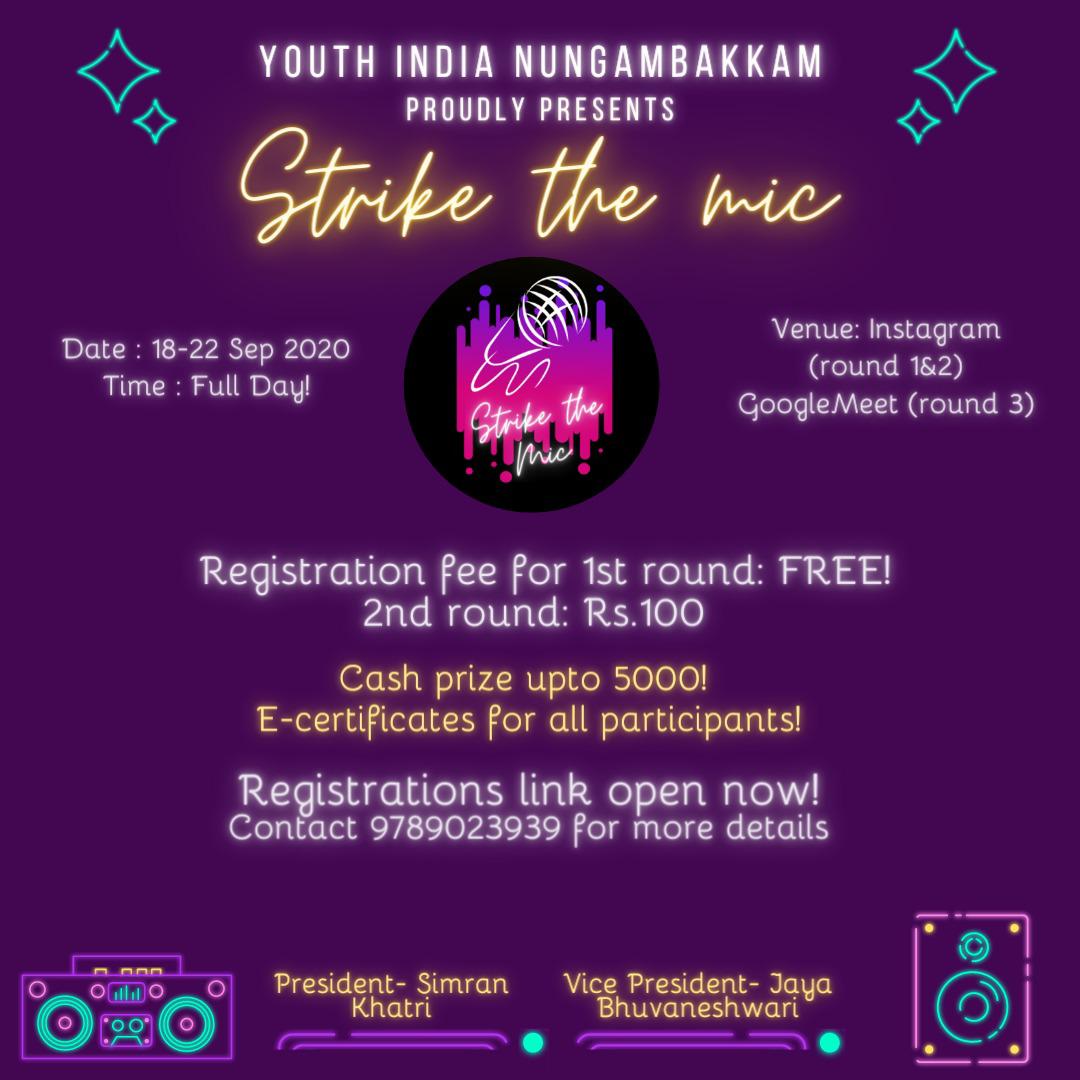 YOUTH INDIA NUNGAMBAKKAM
PROUDLY PRESENTS
Strike the mic
Date : 18-22 Sep 2020
Time : Full Day!
Strike the
Mic
Venue: Instagram
(round 1&2)
GoogleMeet (round 3)
Registration fee for 1st round: FREE!
2nd round: Rs.100
Cash prize upto 5000!
E-certificates for all participants!
Registrations link open now!
Contact 9789023939 for more details
President- Simran
Khatri
Vice President- Jaya
Bhuvaneshwari